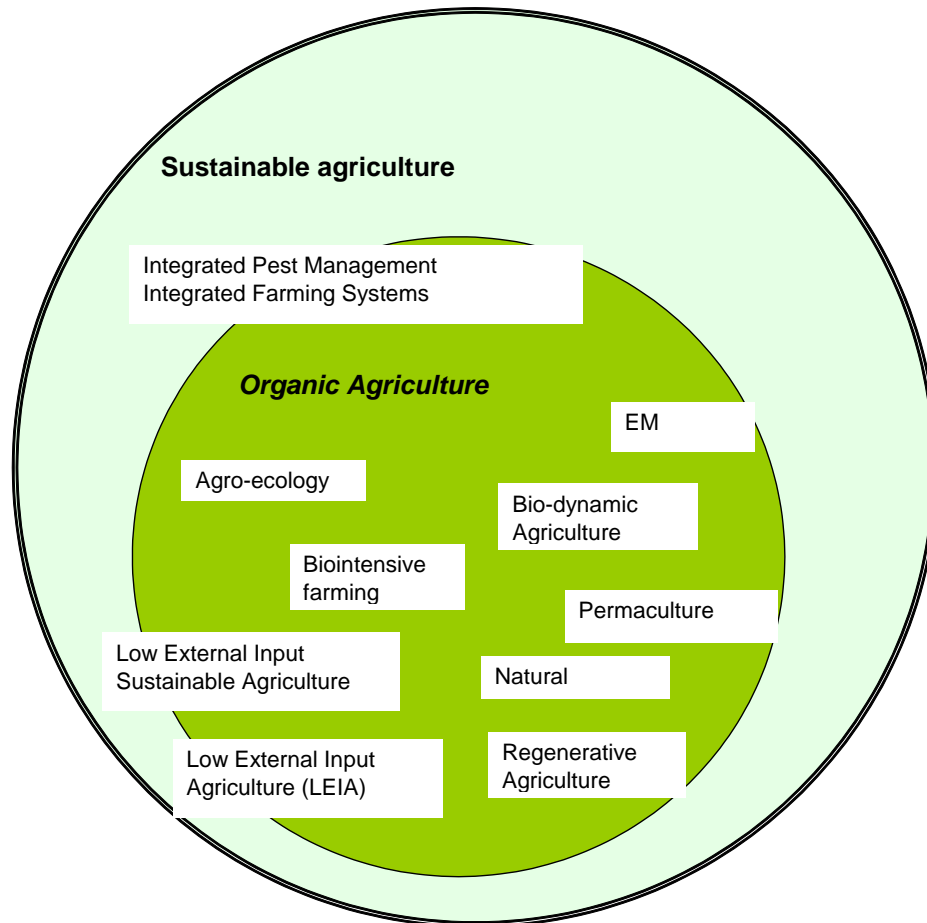 Sustainable agriculture
Integrated Pest Management
Integrated Farming Systems
Organic Agriculture
EM
Agro-ecology
Bio-dynamic
Agriculture
Biointensive
farming
Permaculture
Low External Input
Sustainable Agriculture
Natural
Low External Input
Agriculture (LEIA)
Regenerative
Agriculture